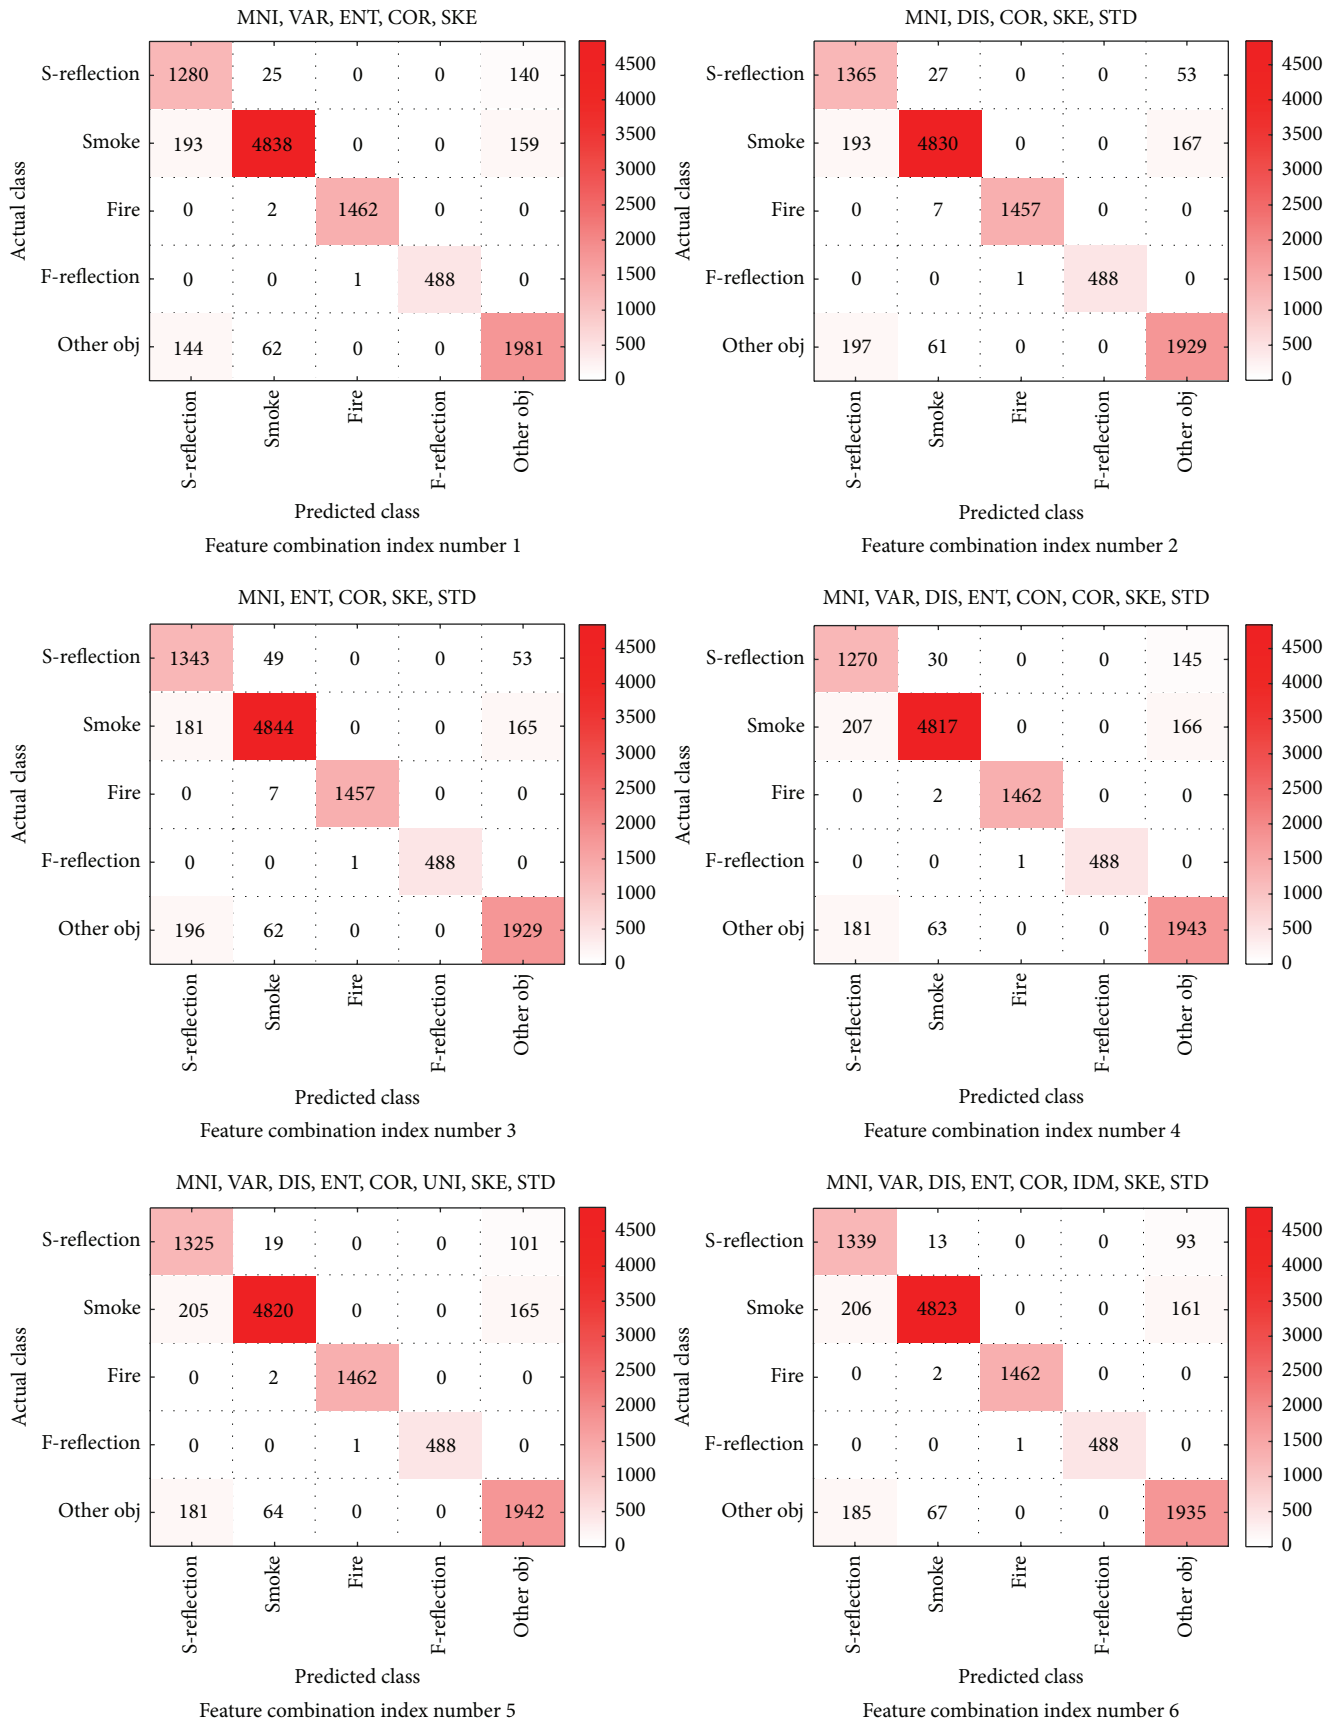 MNI, VAR, ENT, COR, SKE
S-reflection 1280 25 0 0 140
Smoke 193 4838 0 0 159
Fire 0 2 1462 0 0
F-reflection 0 0 1 488 0
Other obj 144 62 0 0 1981
Actual class
S-reflection Smoke Fire F-reflection Other obj
Predicted class
4500
4000
3500
3000
2500
2000
1500
1000
500
0
Feature combination index number 1
MNI, DIS, COR, SKE, STD
S-reflection 1365 27 0 0 53
Smoke 193 4830 0 0 167
Fire 0 7 1457 0 0
F-reflection 0 0 1 488 0
Other obj 197 61 0 0 1929
Actual class
S-reflection Smoke Fire F-reflection Other obj
Predicted class
4500
4000
3500
3000
2500
2000
1500
1000
500
0
Feature combination index number 2
MNI, ENT, COR, SKE, STD
S-reflection 1343 49 0 0 53
Smoke 181 4844 0 0 165
Fire 0 7 1457 0 0
F-reflection 0 0 1 488 0
Other obj 196 62 0 0 1929
Actual class
S-reflection Smoke Fire F-reflection Other obj
Predicted class
4500
4000
3500
3000
2500
2000
1500
1000
500
0
Feature combination index number 3
MNI, VAR, DIS, ENT, CON, COR, SKE, STD
S-reflection 1270 30 0 0 145
Smoke 207 4817 0 0 166
Fire 0 2 1462 0 0
F-reflection 0 0 1 488 0
Other obj 181 63 0 0 1943
Actual class
S-reflection Smoke Fire F-reflection Other obj
Predicted class
4500
4000
3500
3000
2500
2000
1500
1000
500
0
Feature combination index number 4
MNI, VAR, DIS, ENT, COR, UNI, SKE, STD
S-reflection 1325 19 0 0 101
Smoke 205 4820 0 0 165
Fire 0 2 1462 0 0
F-reflection 0 0 1 488 0
Other obj 181 64 0 0 1942
Actual class
S-reflection Smoke Fire F-reflection Other obj
Predicted class
4500
4000
3500
3000
2500
2000
1500
1000
500
0
Feature combination index number 5
MNI, VAR, DIS, ENT, COR, IDM, SKE, STD
S-reflection 1339 13 0 0 93
Smoke 206 4823 0 0 161
Fire 0 2 1462 0 0
F-reflection 0 0 1 488 0
Other obj 185 67 0 0 1935
Actual class
S-reflection Smoke Fire F-reflection Other obj
Predicted class
4500
4000
3500
3000
2500
2000
1500
1000
500
0
Feature combination index number 6